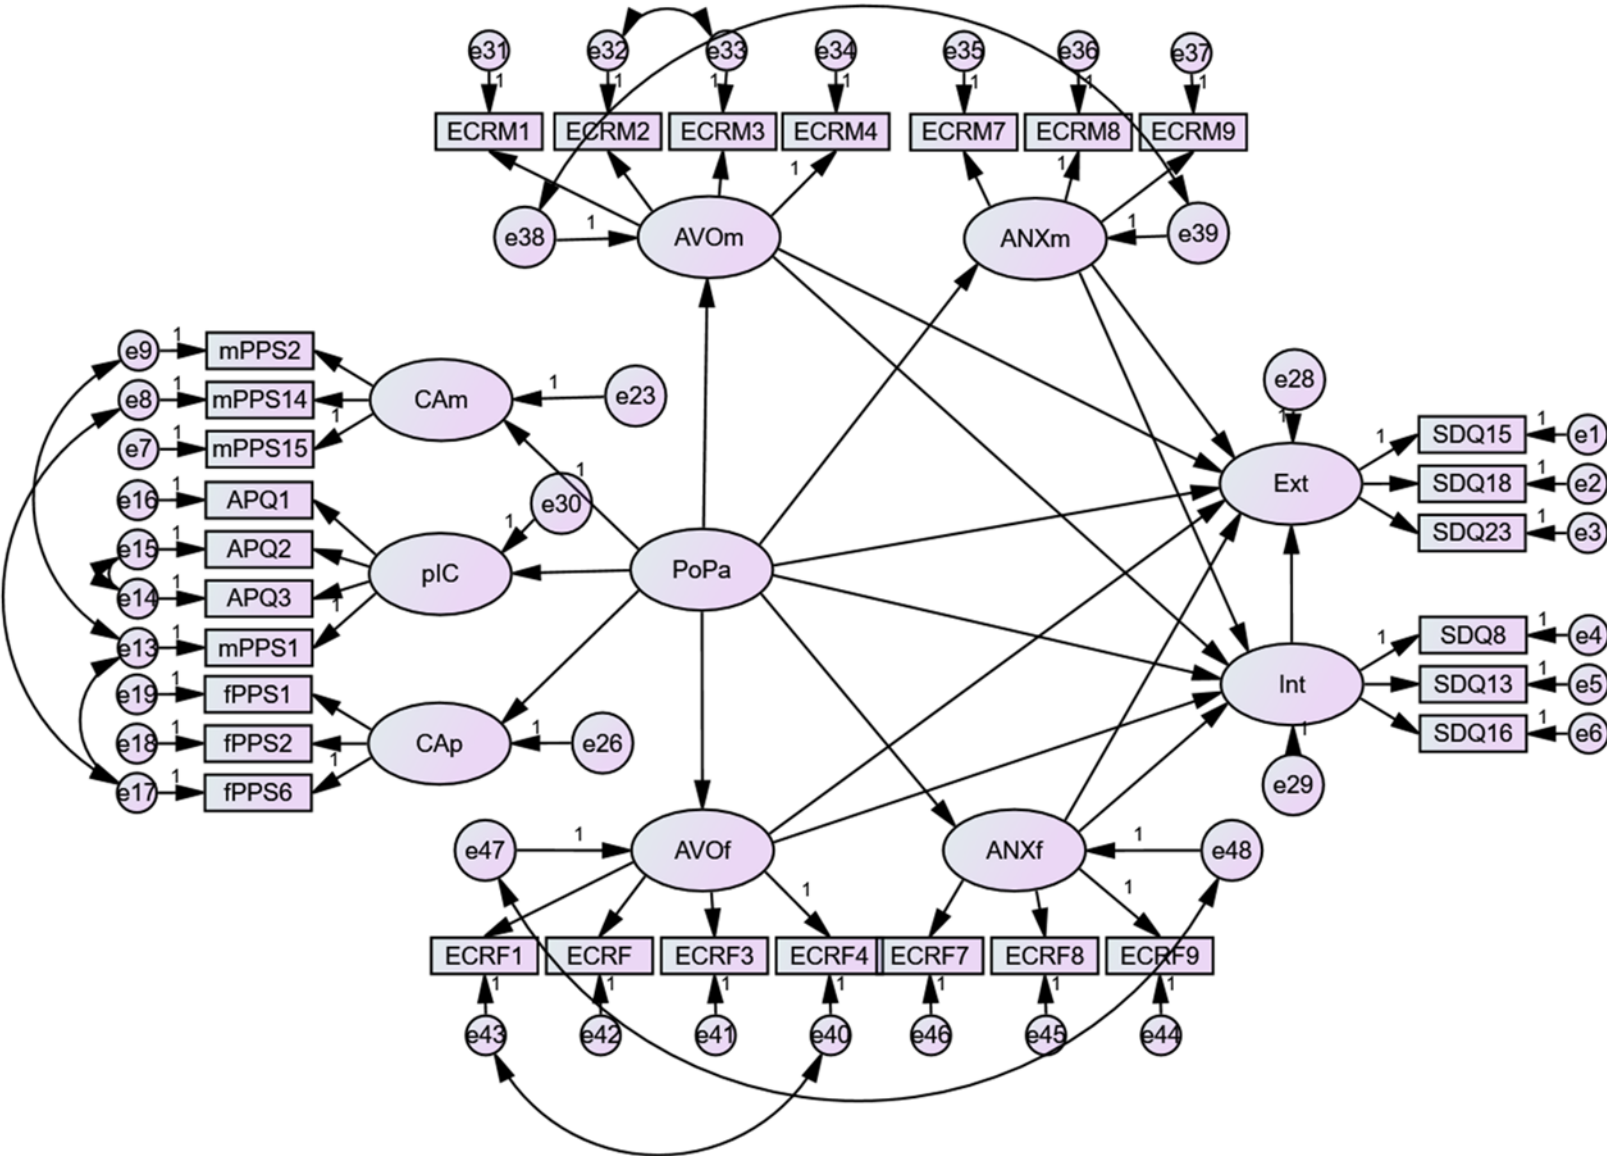 e31 e32 e33 e34 e35 e36 e37
1 1 1 1 1 1 1
ECRM1 ECRM2 ECRM3 ECRM4 ECRM7 ECRM8 ECRM9
1 1
e38 1 AVOm ANXm 1 e39
e9 1 mPPS2
e8 1 mPPS14 CAm 1 e23 e28
1
e7 1 mPPS15 1 SDQ15 1 e1
1
e16 1 APQ1 e30 Ext SDQ18 1 e2
1
e15 1 APQ2 SDQ23 1 e3
pIC PoPa
e14 1 APQ3
1
e13 1 mPPS1 1 SDQ8 1 e4
e19 1 fPPS1 Int SDQ13 1 e5
e18 1 fPPS2 CAp 1 e26 SDQ16 1 e6
1 1
e17 1 fPPS6 e29
e47 1 AVOf ANXf 1 e48
1 1
ECRF1 ECRF ECRF3 ECRF4 ECRF7 ECRF8 ECRF9
1 1 1 1 1 1 1
e43 e42 e41 e40 e46 e45 e44